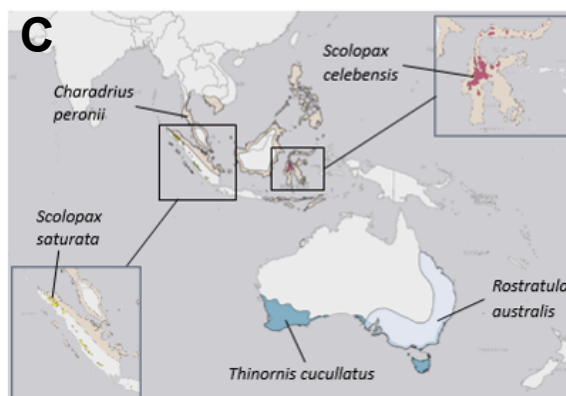 C
Scolopax
celebensis
Charadrius
peronii
Scolopax
saturata
Rostratula
australis
Thinornis cucullatus